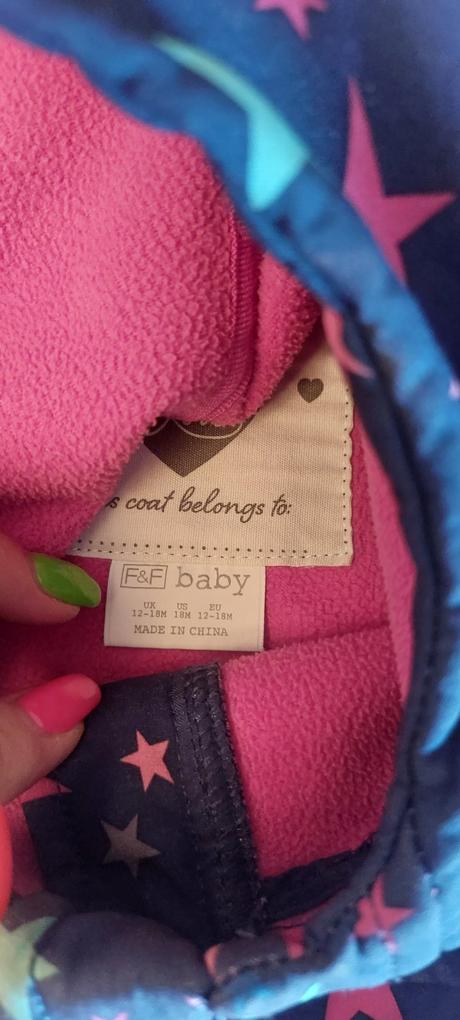 coat belongs to:
F&F baby
UK US EU
12-18M 18M 12-18M
MADE IN CHINA